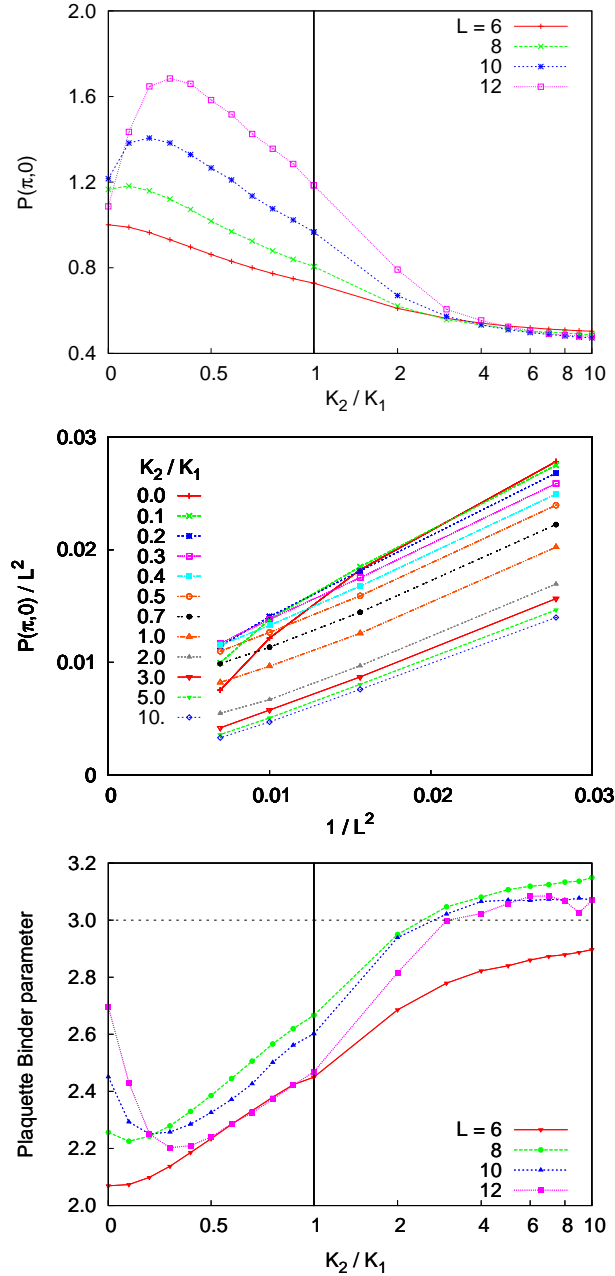 2.0
1.6
1.2
0.8
0.4
P(π,0)
L = 6
8
10
12
0 0.5 1 2 4 6 8 10
K2 / K1
0.03
0.02
0.01
0
P(π,0) / L2
K2 / K1
0.0
0.1
0.2
0.3
0.4
0.5
0.7
1.0
2.0
3.0
5.0
10.
0 0.01 0.02 0.03
1 / L2
3.2
3.0
2.8
2.6
2.4
2.2
2.0
Plaquette Binder parameter
L = 6
8
10
12
0 0.5 1 2 4 6 8 10
K2 / K1